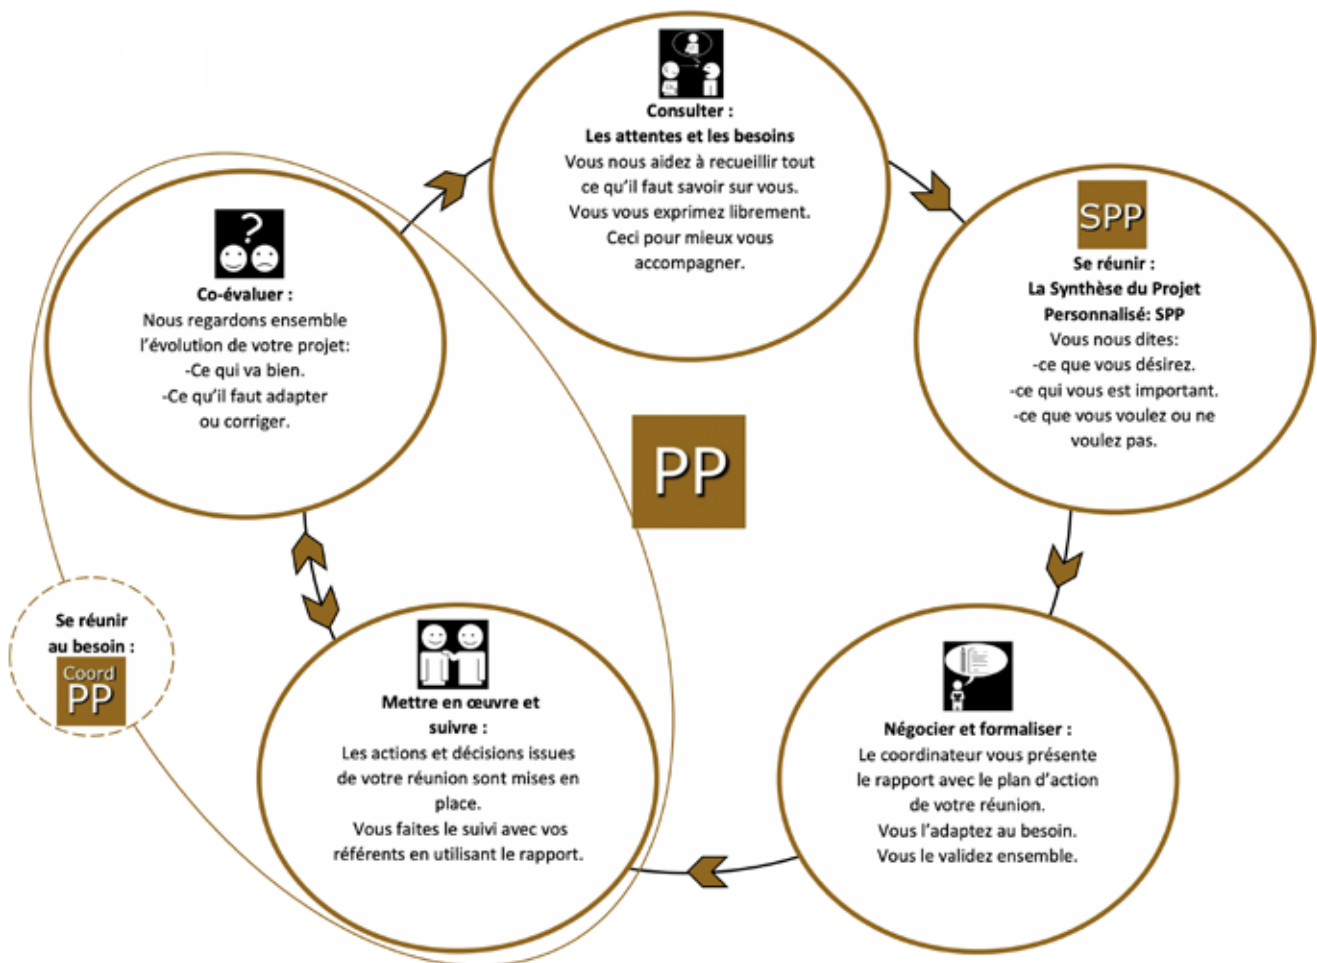 Consulter :
Les attentes et les besoins
Vous nous aidez à recueillir tout
ce qu'il faut savoir sur vous.
Vous vous exprimez librement.
Ceci pour mieux vous
accompagner.
SPP
Se réunir :
La Synthèse du Projet
Personnalisé: SPP
Vous nous dites:
-ce que vous désirez.
-ce qui vous est important.
-ce que vous voulez ou ne
voulez pas.
Négocier et formaliser :
Le coordinateur vous présente
le rapport avec le plan d'action
de votre réunion.
Vous l'adaptez au besoin.
Vous le validez ensemble.
Mettre en œuvre et
suivre :
Les actions et décisions issues
de votre réunion sont mises en
place.
Vous faites le suivi avec vos
référents en utilisant le rapport.
?
Co-évaluer :
Nous regardons ensemble
l'évolution de votre projet:
-Ce qui va bien.
-Ce qu'il faut adapter
ou corriger.
Se réunir
au besoin :
Coord
PP
PP